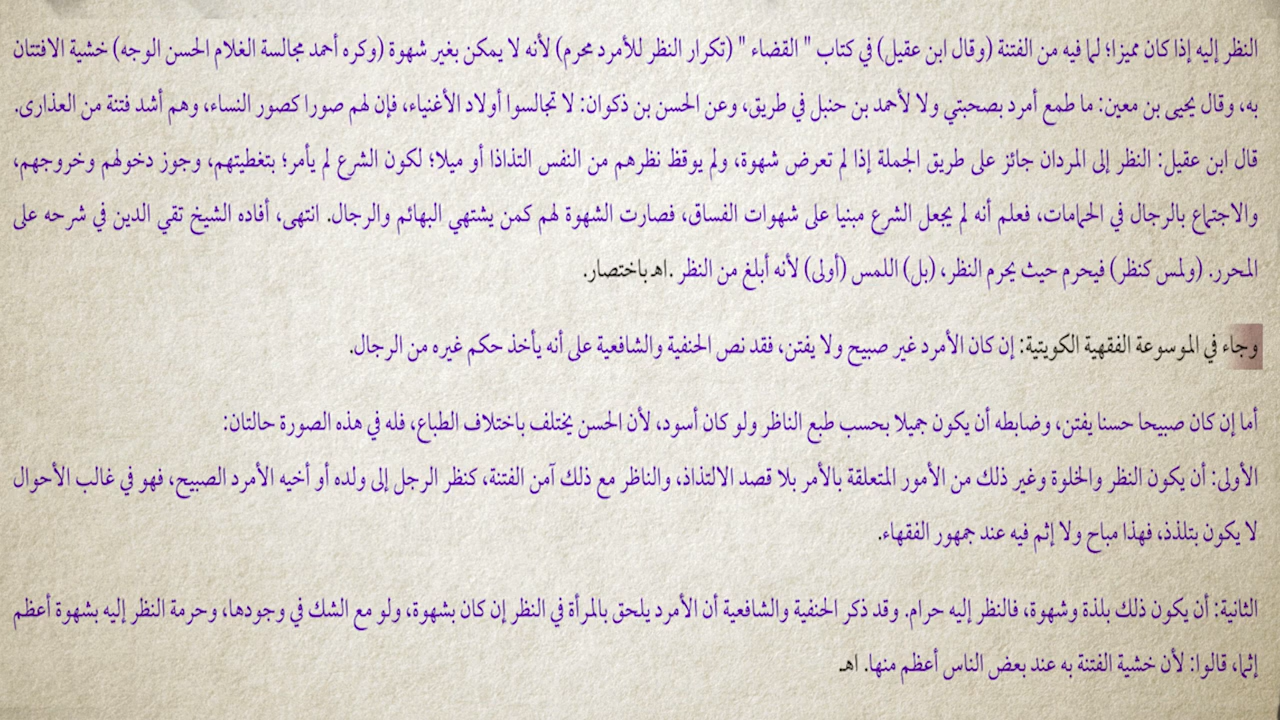 النظر إليه إذا كان مميزا؛ لما فيه من الفتنة (وقال ابن عقيل) في كتاب " القضاء " (تكرار النظر للأمرد محرم) لأنه لا يمكن بغير شهوة (وكره أحمد مجالسة الغلام الحسن الوجه) خشية الافتتان
به، وقال يحيى بن معين: ما طمع أمرد بصحبتي ولا لأحمد بن حنبل في طريق، وعن الحسن بن ذكوان: لا تجالسوا أولاد الأغنياء، فإن لهم صورا كصور النساء، وهم أشد فتنة من العذارى.
قال ابن عقيل: النظر إلى المردان جائز على طريق الجملة إذا لم تعرض شهوة، ولم يوقظ نظرهم من النفس التذاذا أو ميلا؛ لكون الشرع لم يأمر؛ بتغطيتهم، وجوز دخولهم وخروجهم،
والاجتماع بالرجال في الحمامات، فعلم أنه لم يجعل الشرع مبنيا على شهوات الفساق، فصارت الشهوة لهم كمن يشتهي البهائم والرجال. انتهى، أفاده الشيخ تقي الدين في شرحه على
المحرر. (ولمس كنظر) فيحرم حيث يحرم النظر، (بل) اللمس (أولى) لأنه أبلغ من النظر .اهـ باختصار.
وجاء في الموسوعة الفقهية الكويتية: إن كان الأمرد غير صبيح ولا يفتن، فقد نص الحنفية والشافعية على أنه يأخذ حكم غيره من الرجال.
أما إن كان صبيحا حسنا يفتن، وضابطه أن يكون جميلا بحسب طبع الناظر ولو كان أسود، لأن الحسن يختلف باختلاف الطباع، فله في هذه الصورة حالتان:
الأولى: أن يكون النظر والخلوة وغير ذلك من الأمور المتعلقة بالأمر بلا قصد الالتذاذ، والناظر مع ذلك آمن الفتنة، كنظر الرجل إلى ولده أو أخيه الأمرد الصبيح، فهو في غالب الأحوال
لا يكون بتلذذ، فهذا مباح ولا إثم فيه عند جمهور الفقهاء.
الثانية: أن يكون ذلك بلذة وشهوة، فالنظر إليه حرام. وقد ذكر الحنفية والشافعية أن الأمرد يلحق بالمرأة في النظر إن كان بشهوة، ولو مع الشك في وجودها، وحرمة النظر إليه بشهوة أعظم
إثما، قالوا: لأن خشية الفتنة به عند بعض الناس أعظم منها. اهـ